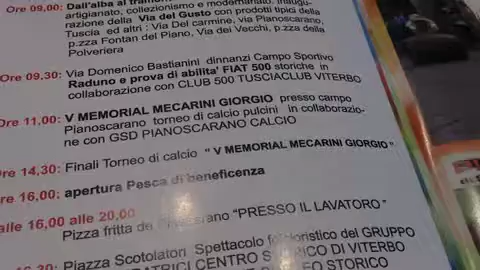 Ore 09,00: Dall'alba al tramonto
artigianato, collezionismo e modernariato. Inaugu-
razione della Via del Gusto con prodotti tipici della
Tuscia ed altri : Via Del carmine, via Pianoscarano,
p.zza Fontan del Piano, Via dei Vecchi, p.zza della
Polveriera
Ore 09.30: Via Domenico Bastianini dinnanzi Campo Sportivo
Raduno e prova di abilita' FIAT 500 storiche in
collaborazione con CLUB 500 TUSCIACLUB VITERBO
Ore 11,00: V MEMORIAL MECARINI GIORGIO presso campo
Pianoscarano torneo di calcio pulcini in collaborazio-
ne con GSD PIANOSCARANO CALCIO
Ore 14,30: Finali Torneo di calcio " V MEMORIAL MECARINI GIORGIO"
Ore 16,00: apertura Pesca di beneficenza
alle 16,00 alle 20,00
Pizza fritta de "PRESSO IL LAVATORO "
Piazza Scotolatori Spettacolo folcloristico del GRUPPO
CENTRO STORICO DI VITERBO
STORICO